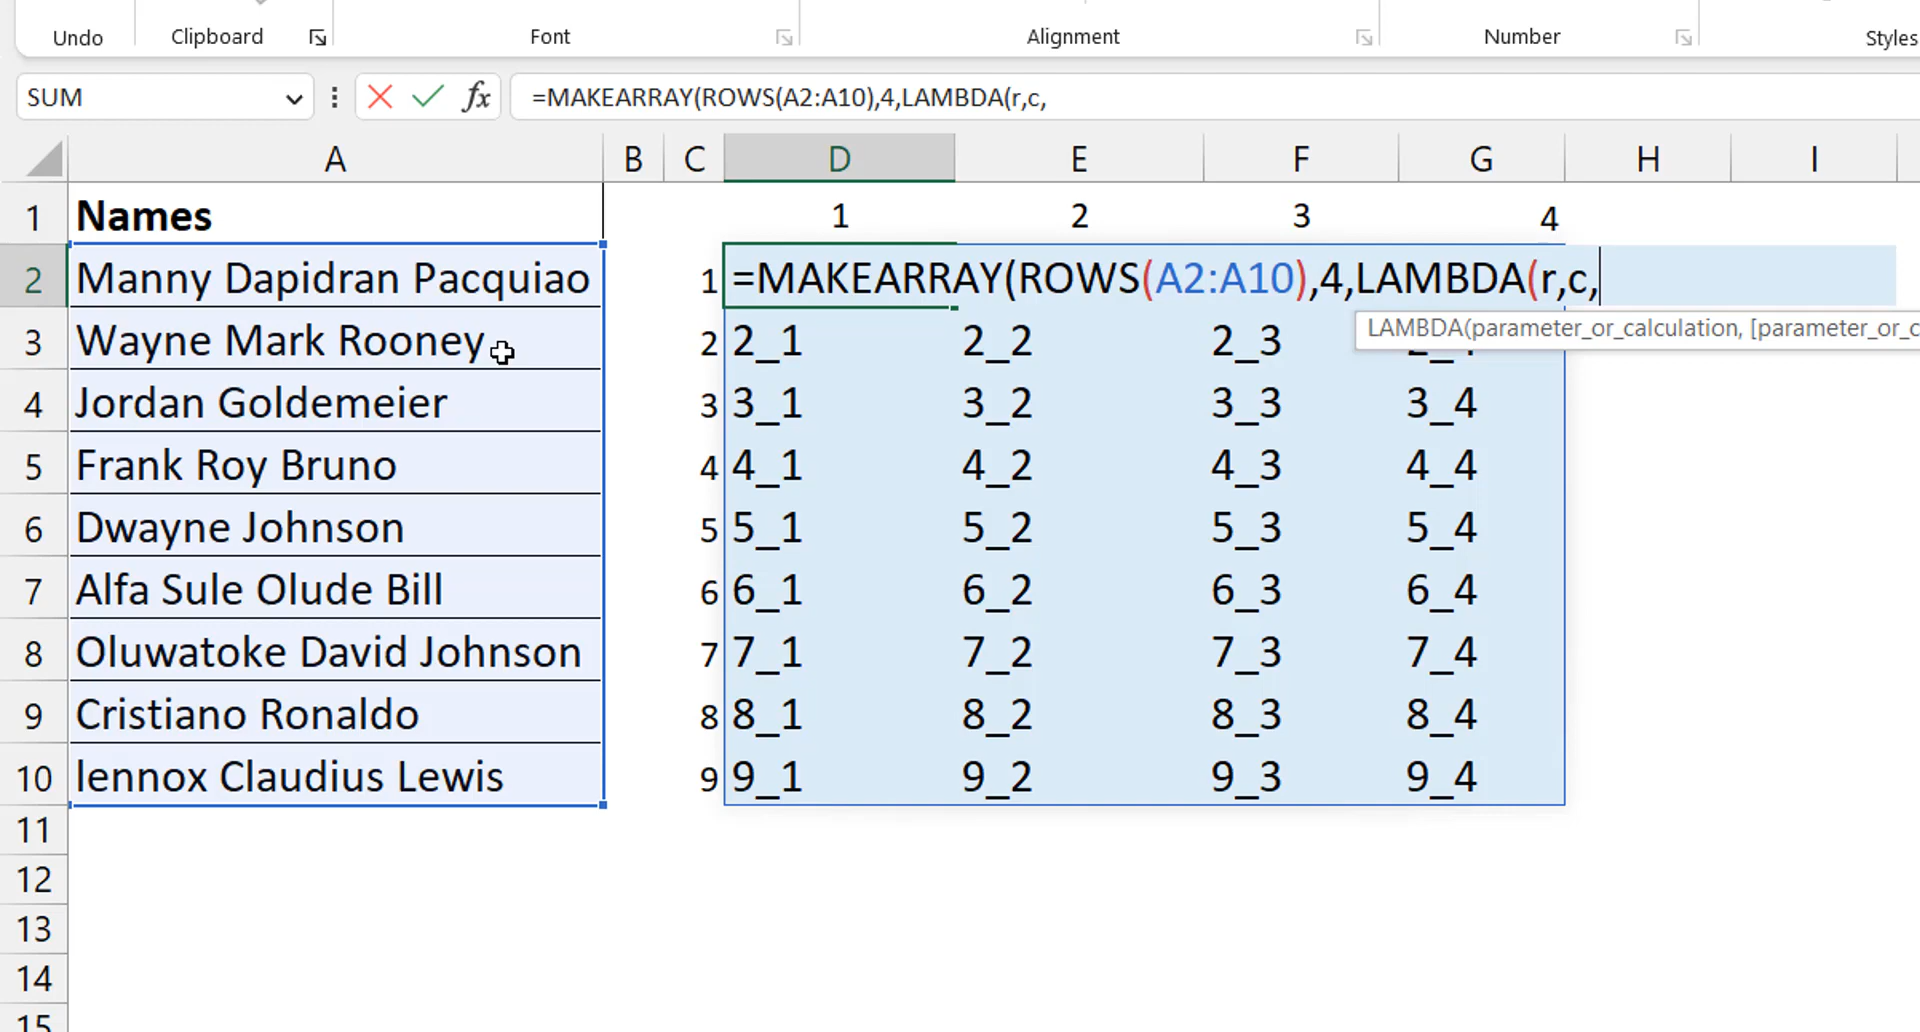 Undo Clipboard Font Alignment Number Styles
SUM fx =MAKEARRAY(ROWS(A2:A10),4,LAMBDA(r,c,
A B C D E F G H I
1 Names 1 2 3 4
2 Manny Dapidran Pacquiao 1 =MAKEARRAY(ROWS(A2:A10),4,LAMBDA(r,c,
LAMBDA(parameter_or_calculation, [parameter_or_c
3 Wayne Mark Rooney 2 2_1 2_2 2_3
4 Jordan Goldemeier 3 3_1 3_2 3_3 3_4
5 Frank Roy Bruno 4 4_1 4_2 4_3 4_4
6 Dwayne Johnson 5 5_1 5_2 5_3 5_4
7 Alfa Sule Olude Bill 6 6_1 6_2 6_3 6_4
8 Oluwatoke David Johnson 7 7_1 7_2 7_3 7_4
9 Cristiano Ronaldo 8 8_1 8_2 8_3 8_4
10 lennox Claudius Lewis 9 9_1 9_2 9_3 9_4
11
12
13
14
15